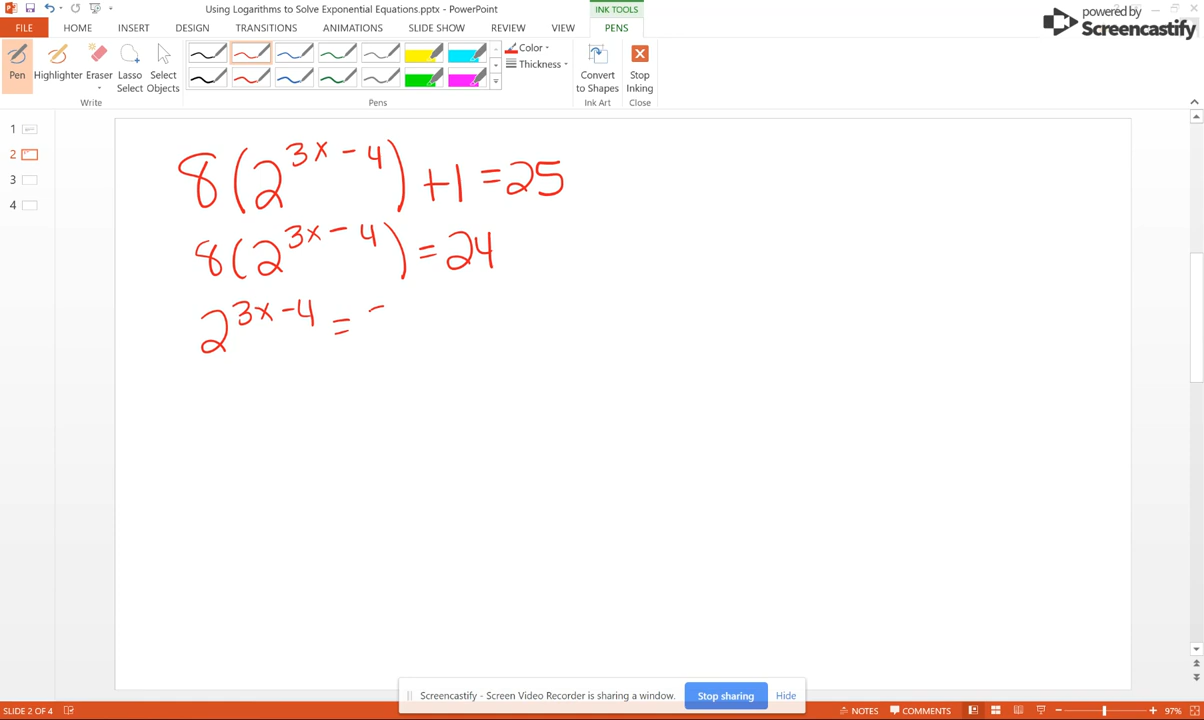 Using Logarithms to Solve Exponential Equations.pptx - PowerPoint
INK TOOLS
powered by
Screencastify
FILE HOME INSERT DESIGN TRANSITIONS ANIMATIONS SLIDE SHOW REVIEW VIEW PENS
Pen Highlighter Eraser Lasso Select Select Objects
Color
Thickness
Convert to Shapes
Stop Inking
Write Pens Ink Art Close
1
2
3
4
8(2^(3x-4)) +1 = 25
8(2^(3x-4)) = 24
2^(3x-4) =
Screencastify - Screen Video Recorder is sharing a window. Stop sharing Hide
SLIDE 2 OF 4 NOTES COMMENTS 97%